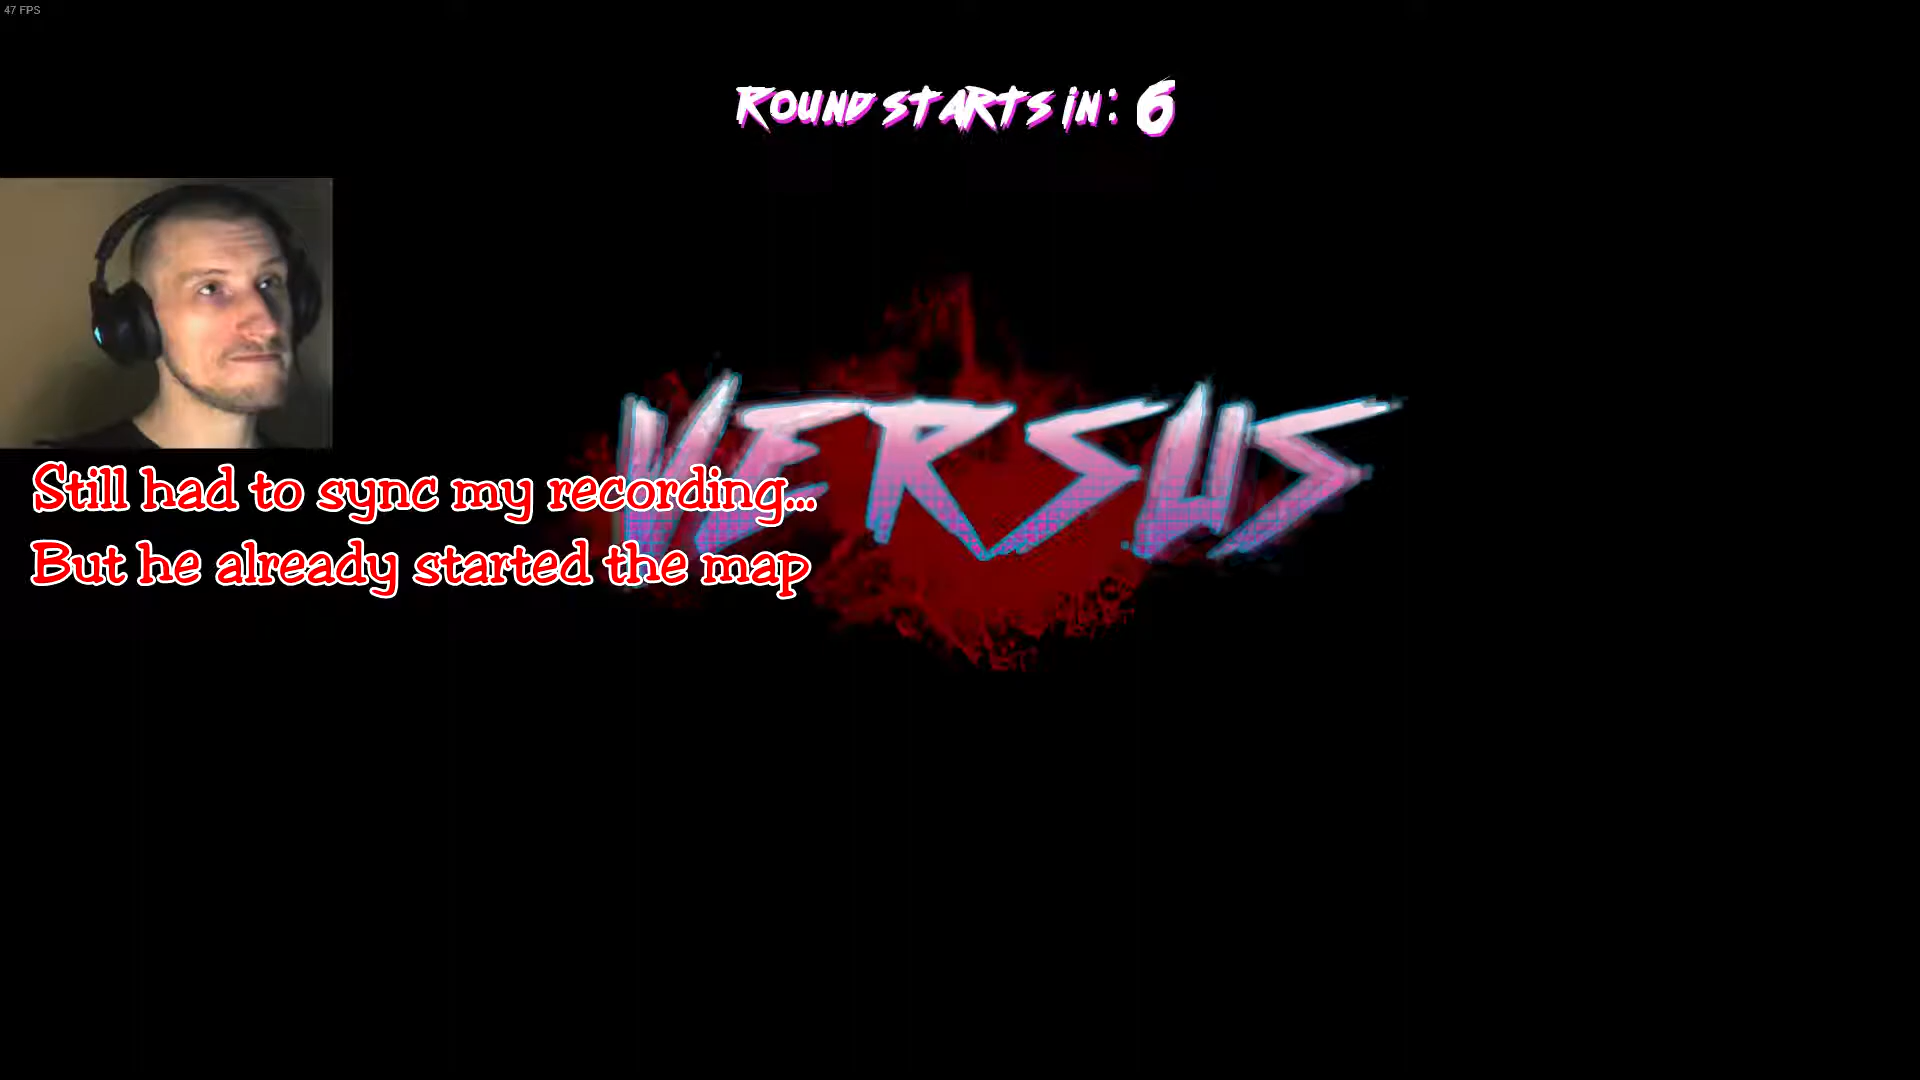 47 FPS
ROUND STARTS IN: 6
VERSUS
Still had to sync my recording...
But he already started the map